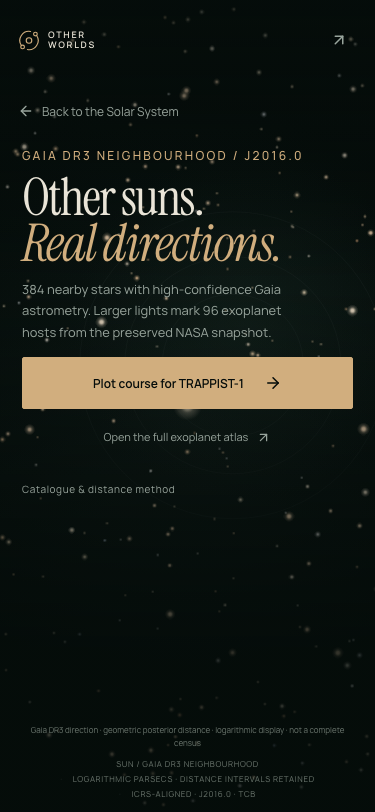 OTHER
WORLDS
Back to the Solar System
GAIA DR3 NEIGHBOURHOOD / J2016.0
Other suns.
Real directions.
384 nearby stars with high-confidence Gaia
astrometry. Larger lights mark 96 exoplanet
hosts from the preserved NASA snapshot.
Plot course for TRAPPIST-1
Open the full exoplanet atlas
Catalogue & distance method
Gaia DR3 direction · geometric posterior distance · logarithmic display · not a complete
census
SUN / GAIA DR3 NEIGHBOURHOOD
LOGARITHMIC PARSECS · DISTANCE INTERVALS RETAINED
ICRS-ALIGNED · J2016.0 · TCB